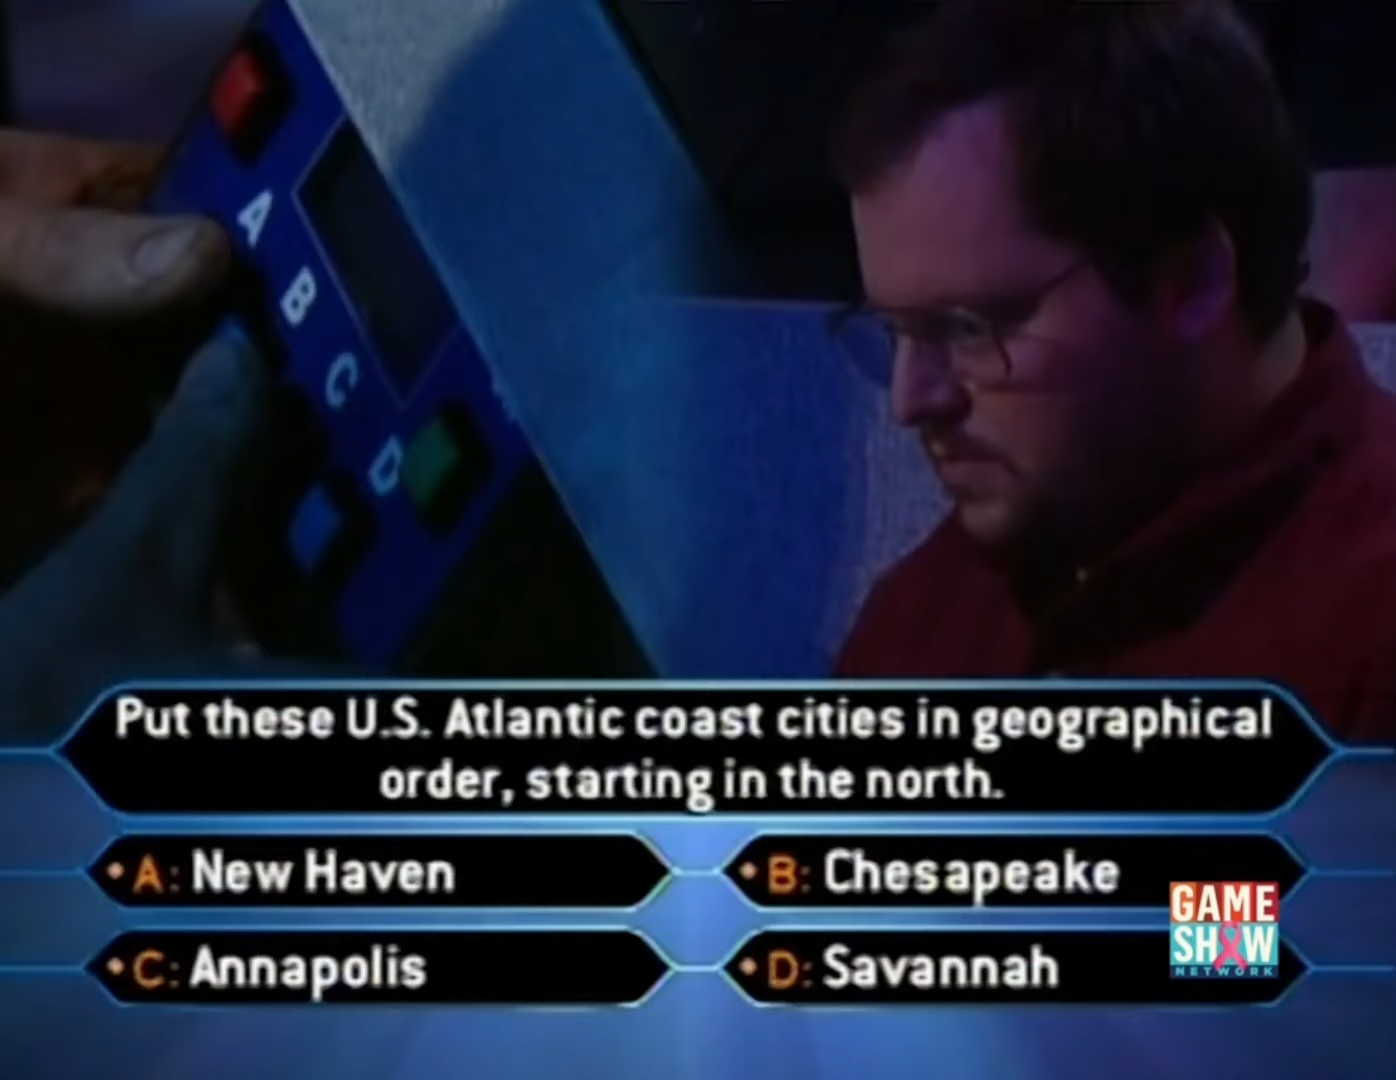 A
B
C
D
Put these U.S. Atlantic coast cities in geographical
order, starting in the north.
A: New Haven
B: Chesapeake
C: Annapolis
D: Savannah
GAME
SHOW
NETWORK